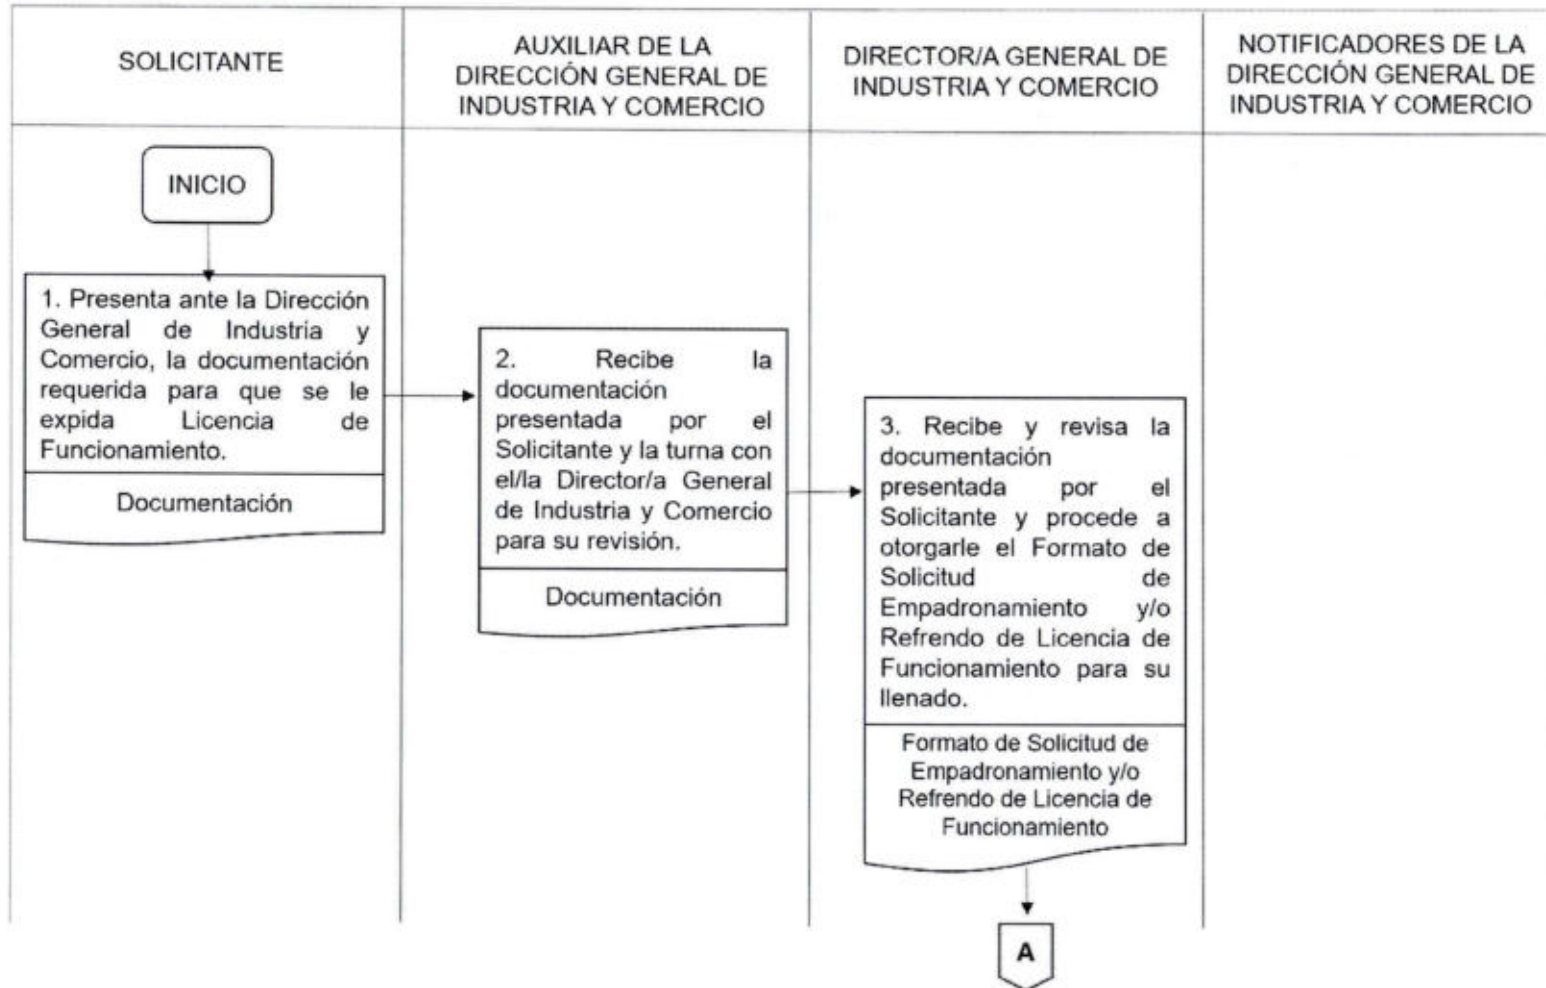 SOLICITANTE
AUXILIAR DE LA
DIRECCIÓN GENERAL DE
INDUSTRIA Y COMERCIO
DIRECTOR/A GENERAL DE
INDUSTRIA Y COMERCIO
NOTIFICADORES DE LA
DIRECCIÓN GENERAL DE
INDUSTRIA Y COMERCIO
INICIO
1. Presenta ante la Dirección
General de Industria y
Comercio, la documentación
requerida para que se le
expida Licencia de
Funcionamiento.
Documentación
2. Recibe la
documentación
presentada por el
Solicitante y la turna con
el/la Director/a General
de Industria y Comercio
para su revisión.
Documentación
3. Recibe y revisa la
documentación
presentada por el
Solicitante y procede a
otorgarle el Formato de
Solicitud de
Empadronamiento y/o
Refrendo de Licencia de
Funcionamiento para su
llenado.
Formato de Solicitud de
Empadronamiento y/o
Refrendo de Licencia de
Funcionamiento
A